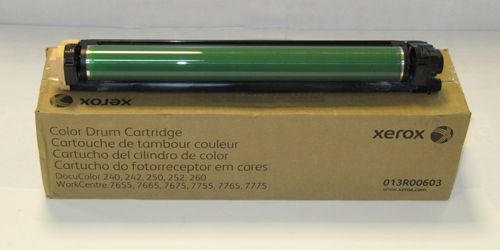 xerox
Color Drum Cartridge
Cartouche de tambour couleur
Cartucho del cilindro de color
Cartucho do fotorreceptor em cores
DocuColor 240, 242, 250, 252, 260
WorkCentre 7655, 7665, 7675, 7755, 7765, 7775
xerox
013R00603
www.xerox.com